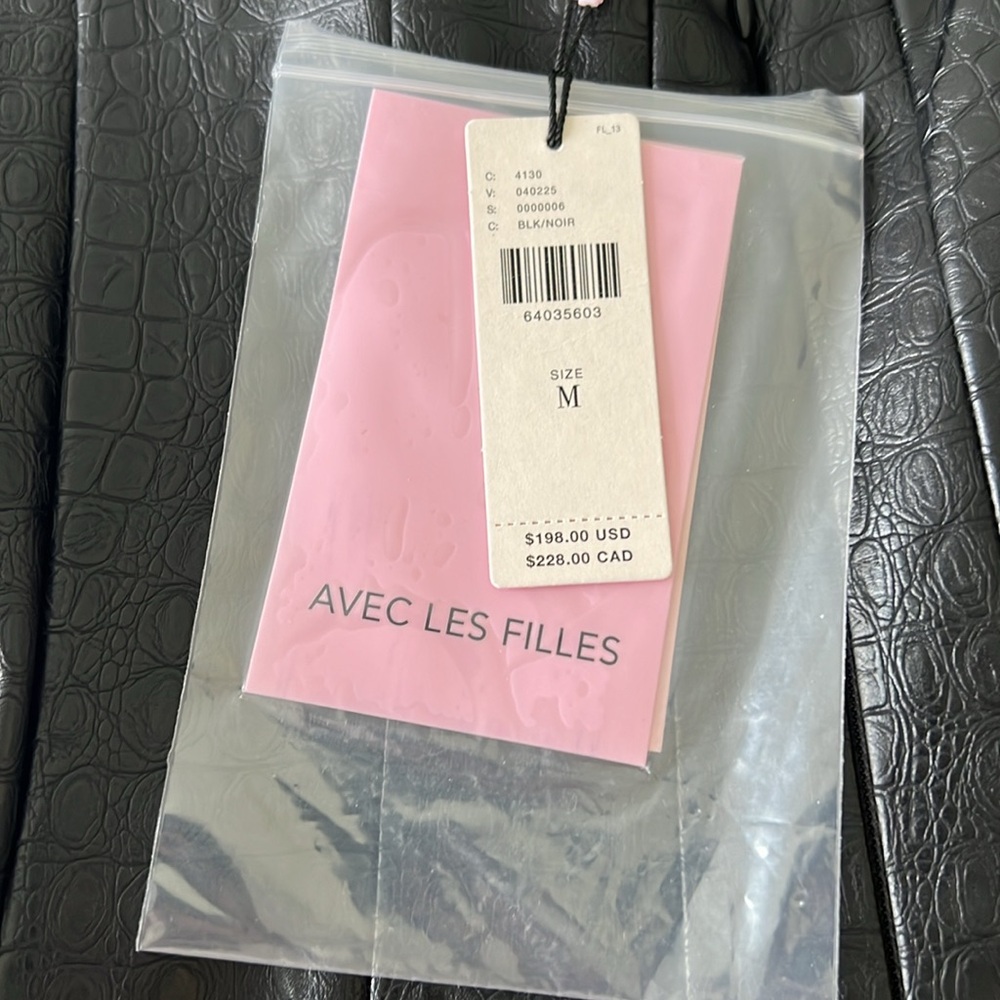 FL_13
C: 4130
V: 040225
S: 0000006
C: BLK/NOIR
64035603
SIZE
M
$198.00 USD
$228.00 CAD
AVEC LES FILLES